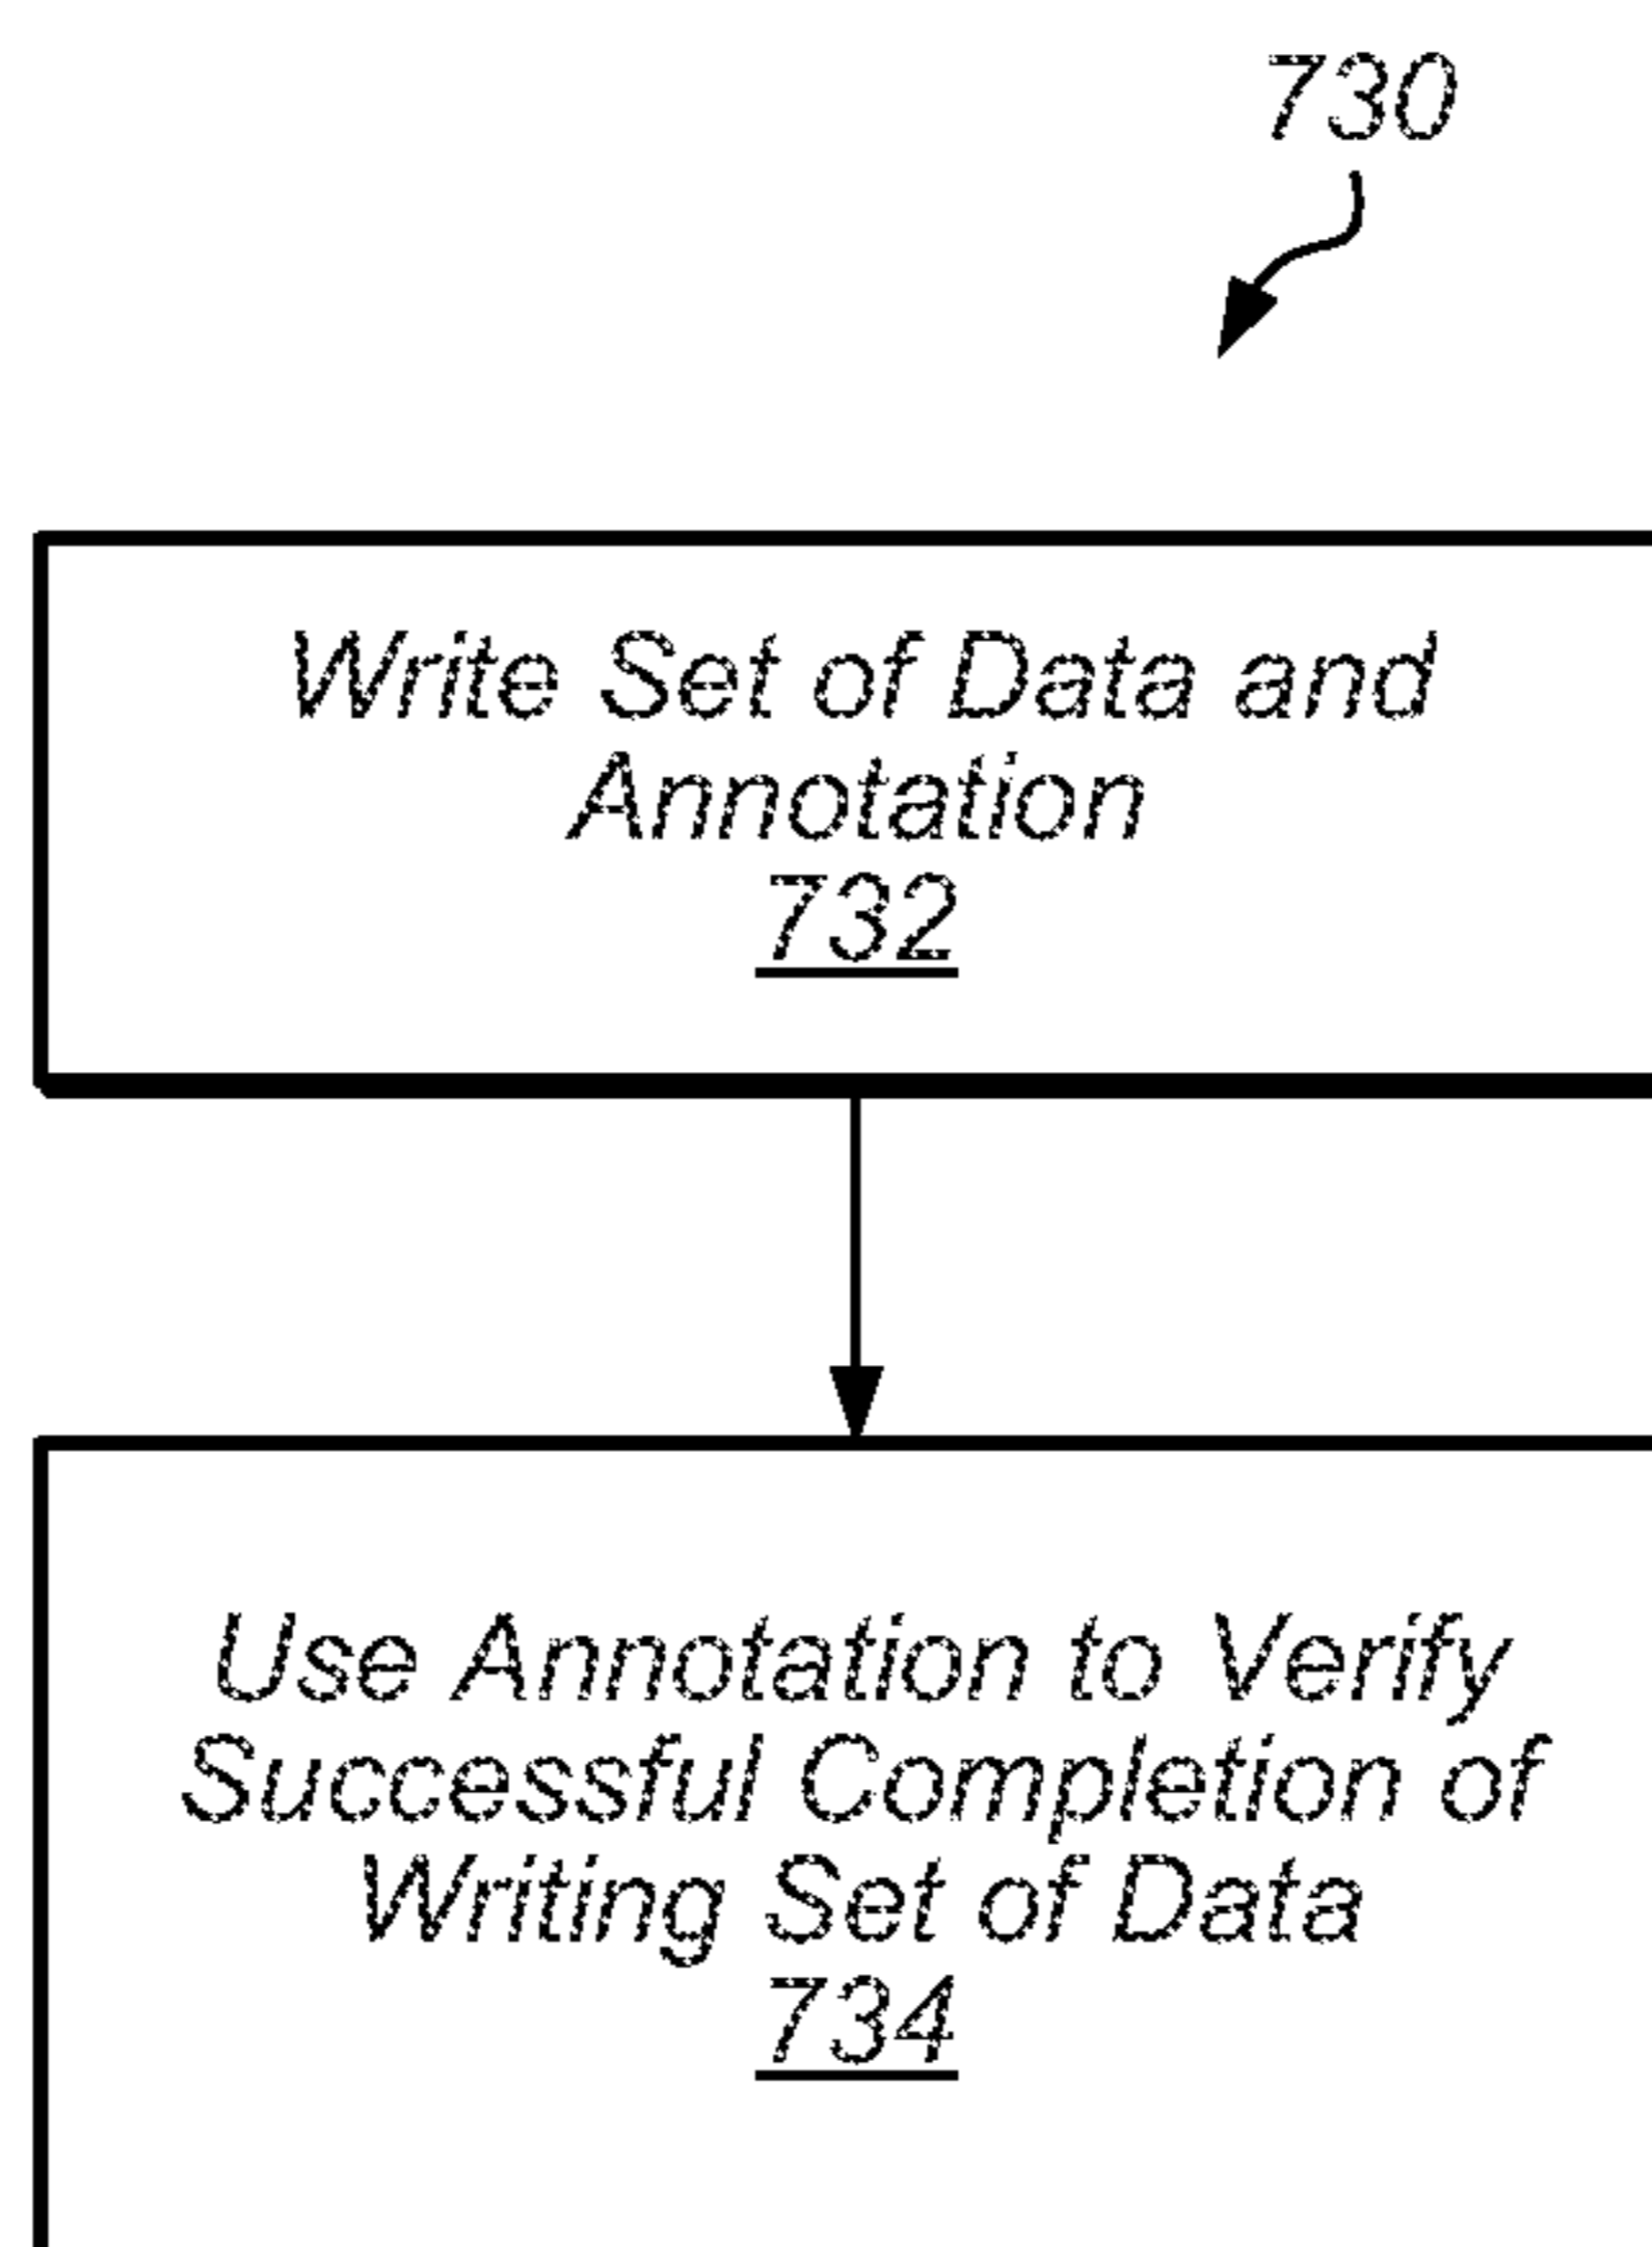 730
Write Set of Data and
Annotation
732
Use Annotation to Verify
Successful Completion of
Writing Set of Data
734